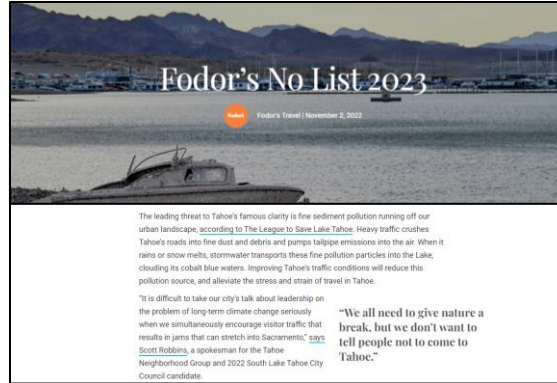 Fodor's No List 2023
Fodor's Travel | November 2, 2022
The leading threat to Tahoe's famous clarity is fine sediment pollution running off our
urban landscape, according to The League to Save Lake Tahoe. Heavy traffic crushes
Tahoe's roads into fine dust and debris and pumps tailpipe emissions into the air. When it
rains or snow melts, stormwater transports these fine pollution particles into the Lake,
clouding its cobalt blue waters. Improving Tahoe's traffic conditions will reduce this
pollution source, and alleviate the stress and strain of travel in Tahoe.
"It is difficult to take our city's talk about leadership on
the problem of long-term climate change seriously
when we simultaneously encourage visitor traffic that
results in jams that can stretch into Sacramento," says
Scott Robbins, a spokesman for the Tahoe
Neighborhood Group and 2022 South Lake Tahoe City
Council candidate.
“We all need to give nature a
break, but we don’t want to
tell people not to come to
Tahoe.”